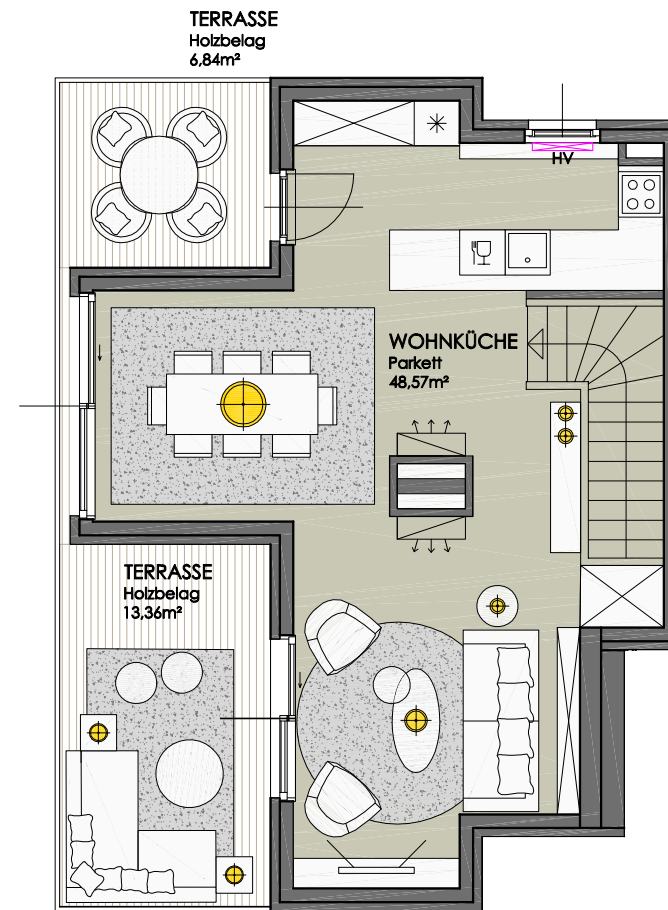 TERRASSE
Holzbelag
6,84m²
HV
WOHNKÜCHE
Parkett
48,57m²
TERRASSE
Holzbelag
13,36m²